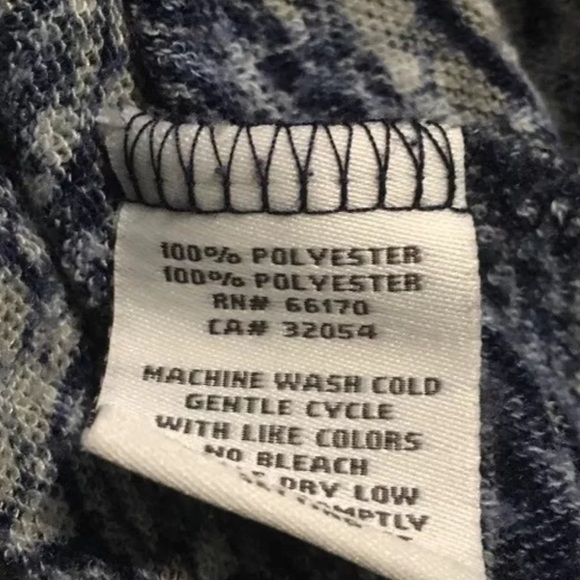 100% POLYESTER
100% POLYESTER
RN# 66170
CA# 32054
MACHINE WASH COLD
GENTLE CYCLE
WITH LIKE COLORS
NO BLEACH
DRY LOW